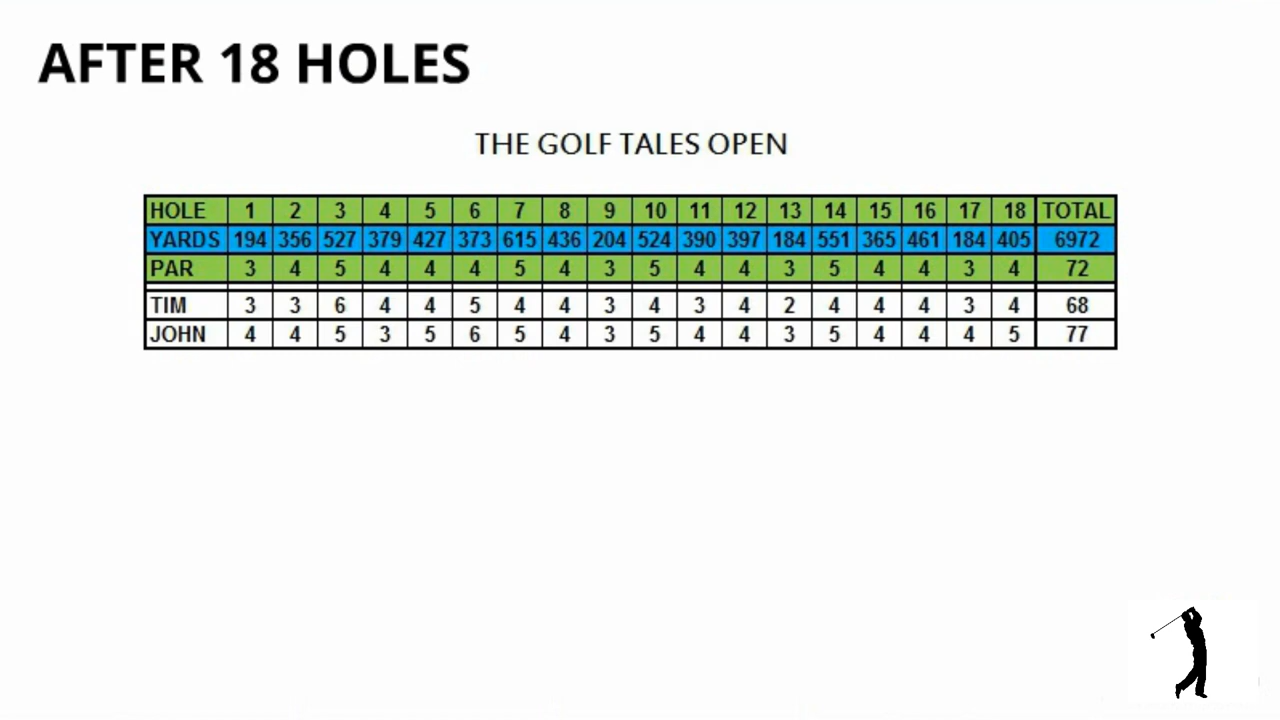 AFTER 18 HOLES
THE GOLF TALES OPEN
HOLE 1 2 3 4 5 6 7 8 9 10 11 12 13 14 15 16 17 18 TOTAL
YARDS 194 356 527 379 427 373 615 436 204 524 390 397 184 551 365 461 184 405 6972
PAR 3 4 5 4 4 4 5 4 3 5 4 4 3 5 4 4 3 4 72
TIM 3 3 6 4 4 5 4 4 3 4 3 4 2 4 4 4 3 4 68
JOHN 4 4 5 3 5 6 5 4 3 5 4 4 3 5 4 4 4 5 77